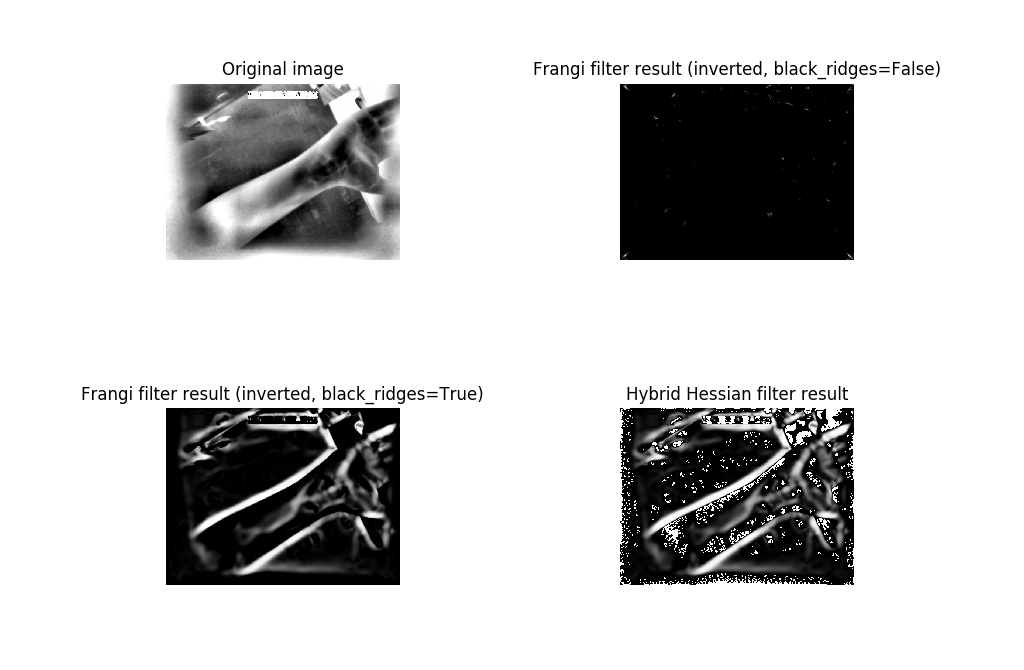 Original image
Frangi filter result (inverted, black_ridges=False)
Frangi filter result (inverted, black_ridges=True)
Hybrid Hessian filter result